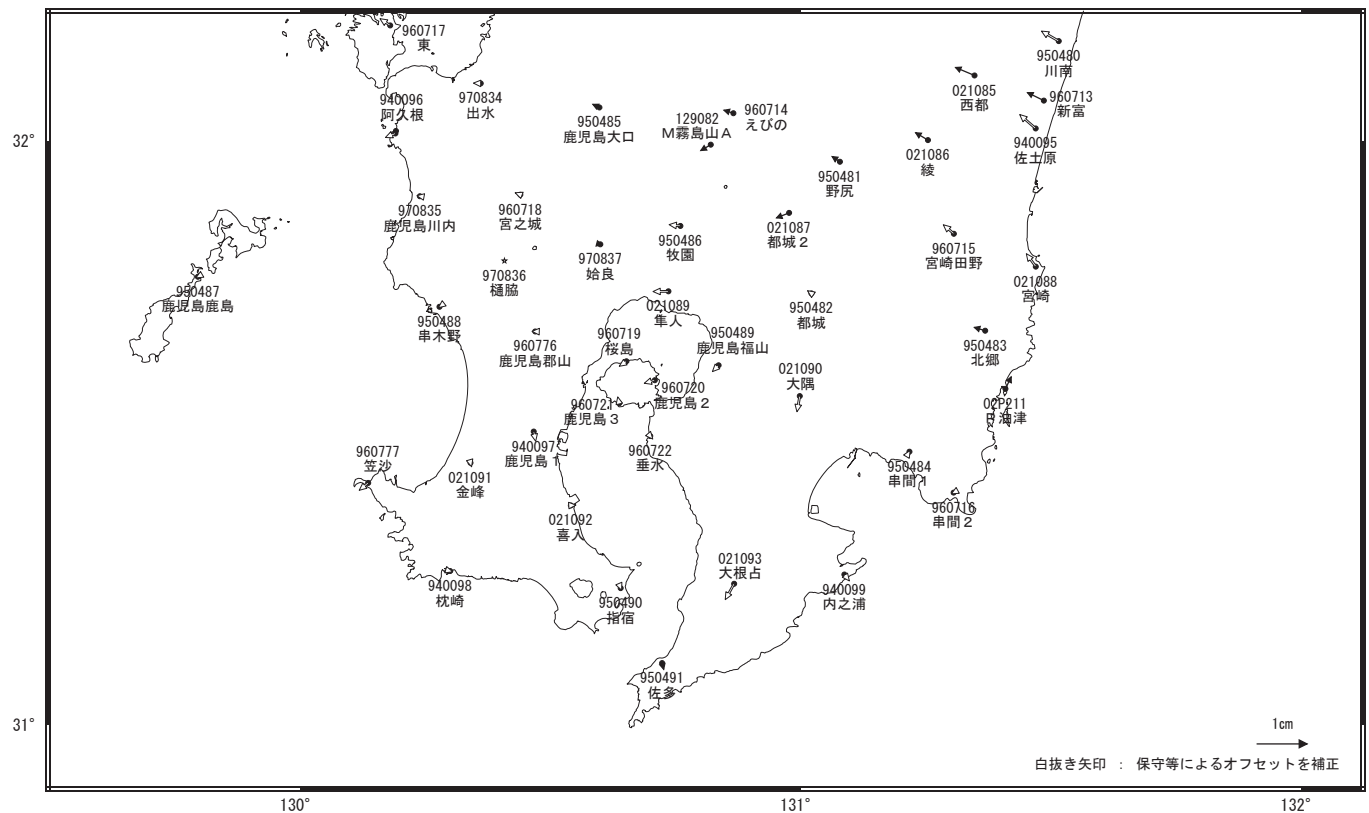 960717
東
950480
川南
970834
出水
940096
阿久根
021085
西都
960713
新富
950485
鹿児島大口
129082
M霧島山A
960714
えびの
32°
940095
佐土原
021086
綾
950481
野尻
970835
鹿児島川内
960718
宮之城
021087
都城2
950486
牧園
960715
宮崎田野
970837
姶良
970836
樋脇
021088
宮崎
950487
鹿児島鹿島
950482
都城
021089
隼人
950488
串木野
960776
鹿児島郡山
960719
桜島
950489
鹿児島福山
950483
北郷
021090
大隅
960720
鹿児島2
960721
鹿児島3
02P211
P油津
940097
鹿児島1
960722
垂水
960777
笠沙
021091
金峰
950484
串間1
960716
串間2
021092
喜入
021093
大根占
940098
枕崎
950490
指宿
940099
内之浦
950491
佐多
31°
1cm
白抜き矢印 : 保守等によるオフセットを補正
130°
131°
132°